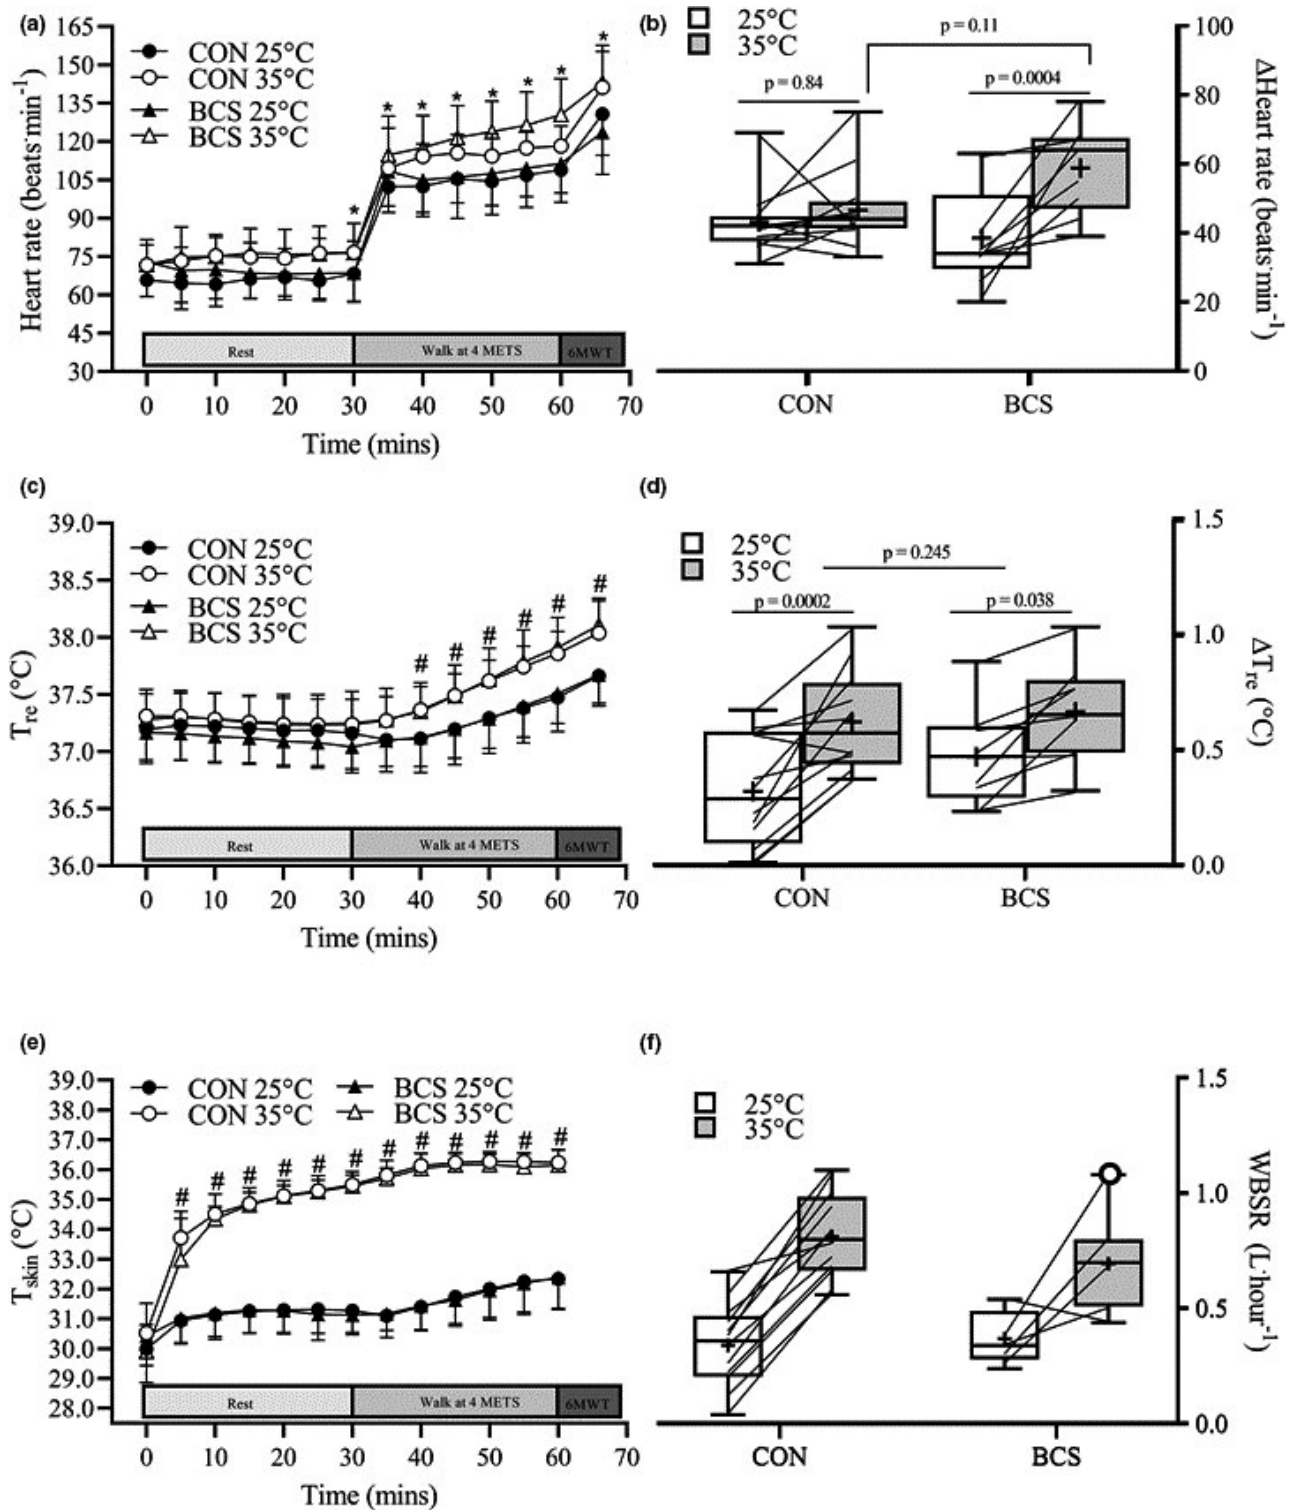 (a)
165
150
135
120
105
90
75
60
45
30
Heart rate (beats·min⁻¹)
CON 25°C
CON 35°C
BCS 25°C
BCS 35°C
* * * * * * * *
Rest
Walk at 4 METS
6MWT
0 10 20 30 40 50 60 70
Time (mins)
(b)
25°C
35°C
p = 0.11
p = 0.84
p = 0.0004
100
80
60
40
20
0
ΔHeart rate (beats·min⁻¹)
CON BCS
(c)
39.0
38.5
38.0
37.5
37.0
36.5
36.0
Tre (°C)
CON 25°C
CON 35°C
BCS 25°C
BCS 35°C
# # # # # #
Rest
Walk at 4 METS
6MWT
0 10 20 30 40 50 60 70
Time (mins)
(d)
25°C
35°C
p = 0.245
p = 0.0002
p = 0.038
1.5
1.0
0.5
0.0
ΔTre (°C)
CON BCS
(e)
39.0
38.0
37.0
36.0
35.0
34.0
33.0
32.0
31.0
30.0
29.0
28.0
Tskin (°C)
CON 25°C BCS 25°C
CON 35°C BCS 35°C
# # # # # # # # # # # #
Rest
Walk at 4 METS
6MWT
0 10 20 30 40 50 60 70
Time (mins)
(f)
25°C
35°C
1.5
1.0
0.5
0.0
WBSR (L·hour⁻¹)
CON BCS